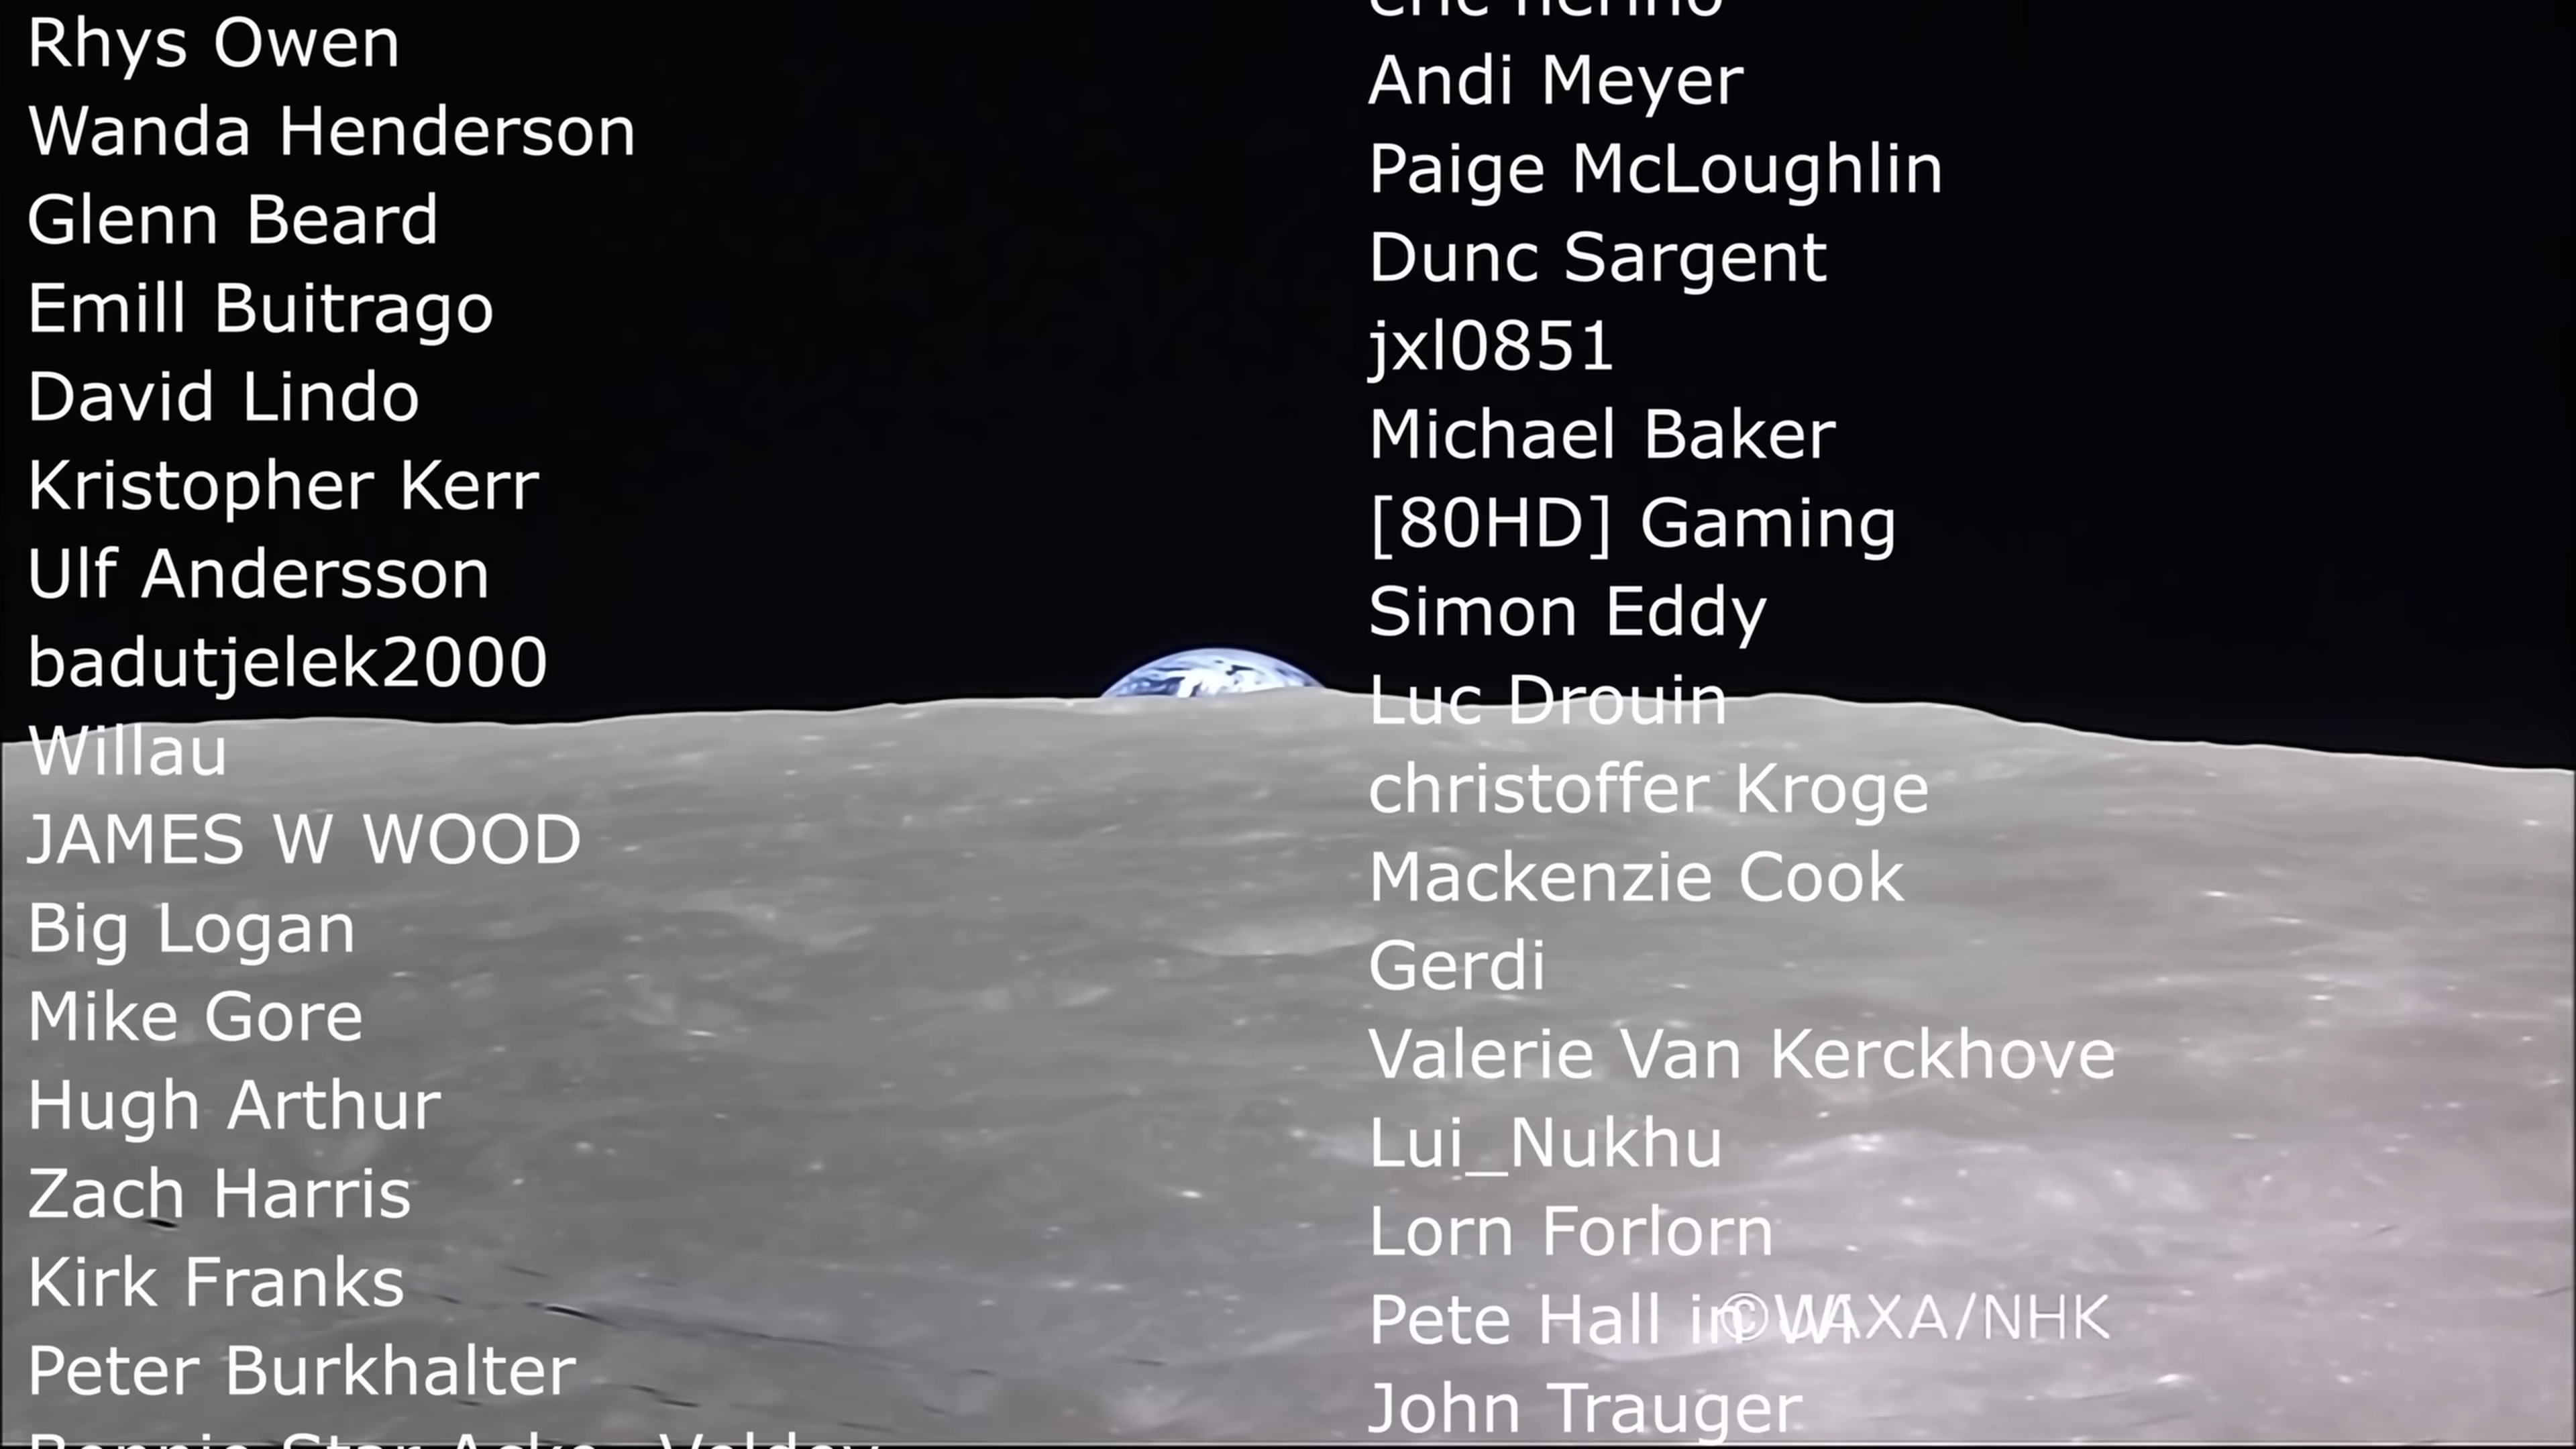 Rhys Owen
Wanda Henderson
Glenn Beard
Emill Buitrago
David Lindo
Kristopher Kerr
Ulf Andersson
badutjelek2000
Willau
JAMES W WOOD
Big Logan
Mike Gore
Hugh Arthur
Zach Harris
Kirk Franks
Peter Burkhalter
Andi Meyer
Paige McLoughlin
Dunc Sargent
jxl0851
Michael Baker
[80HD] Gaming
Simon Eddy
Luc Drouin
christoffer Kroge
Mackenzie Cook
Gerdi
Valerie Van Kerckhove
Lui_Nukhu
Lorn Forlorn
Pete Hall in WI
©JAXA/NHK
John Trauger